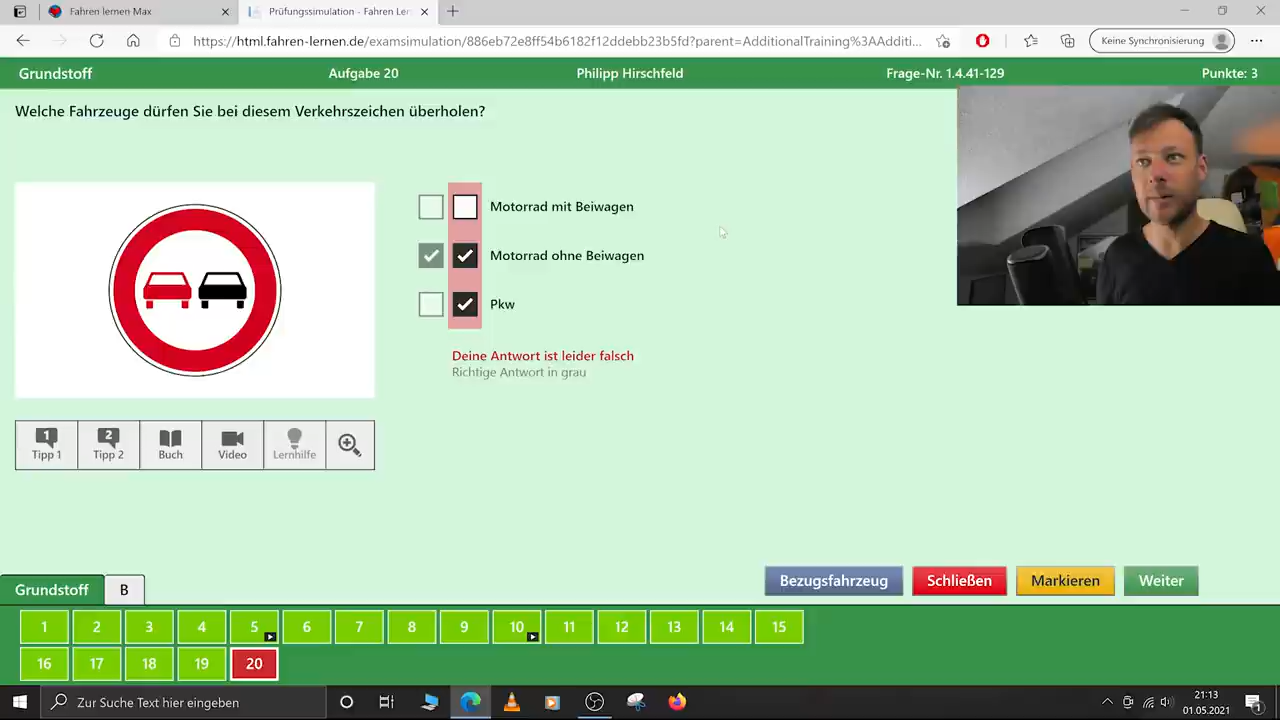 Fahren lernen Max
Prüfungssimulation - Fahren Ler
https://html.fahren-lernen.de/examsimulation/886eb72e8ff54b6182f12ddebb23b5fd?parent=AdditionalTraining%3AAdditi...
Keine Synchronisierung
Grundstoff
Aufgabe 20
Philipp Hirschfeld
Frage-Nr. 1.4.41-129
Punkte: 3
Welche Fahrzeuge dürfen Sie bei diesem Verkehrszeichen überholen?
Motorrad mit Beiwagen
Motorrad ohne Beiwagen
Pkw
Deine Antwort ist leider falsch
Richtige Antwort in grau
1
Tipp 1
2
Tipp 2
Buch
Video
Lernhilfe
Bezugsfahrzeug
Schließen
Markieren
Weiter
Grundstoff
B
1 2 3 4 5 6 7 8 9 10 11 12 13 14 15
16 17 18 19 20
Zur Suche Text hier eingeben
21:13
01.05.2021